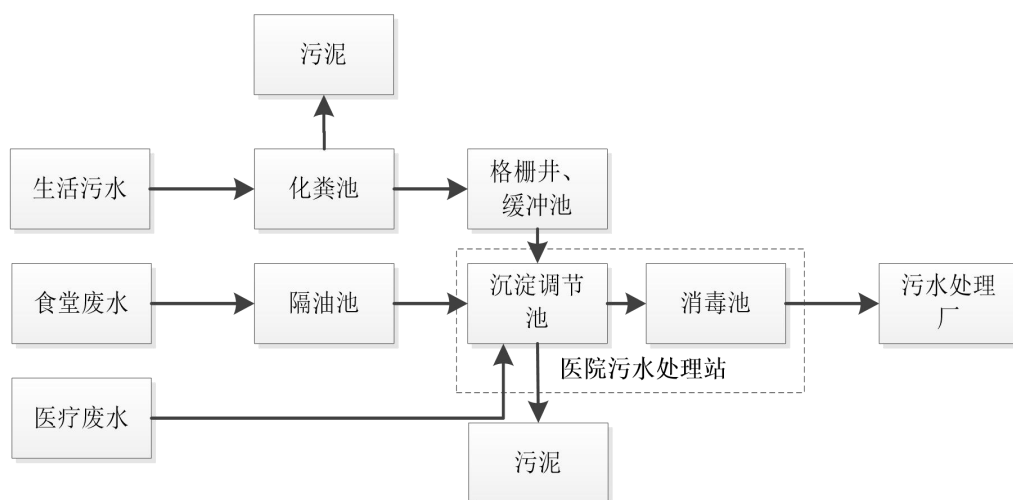 污泥
生活污水
化粪池
格栅井、
缓冲池
食堂废水
隔油池
沉淀调节
池
消毒池
污水处理
厂
医院污水处理站
医疗废水
污泥